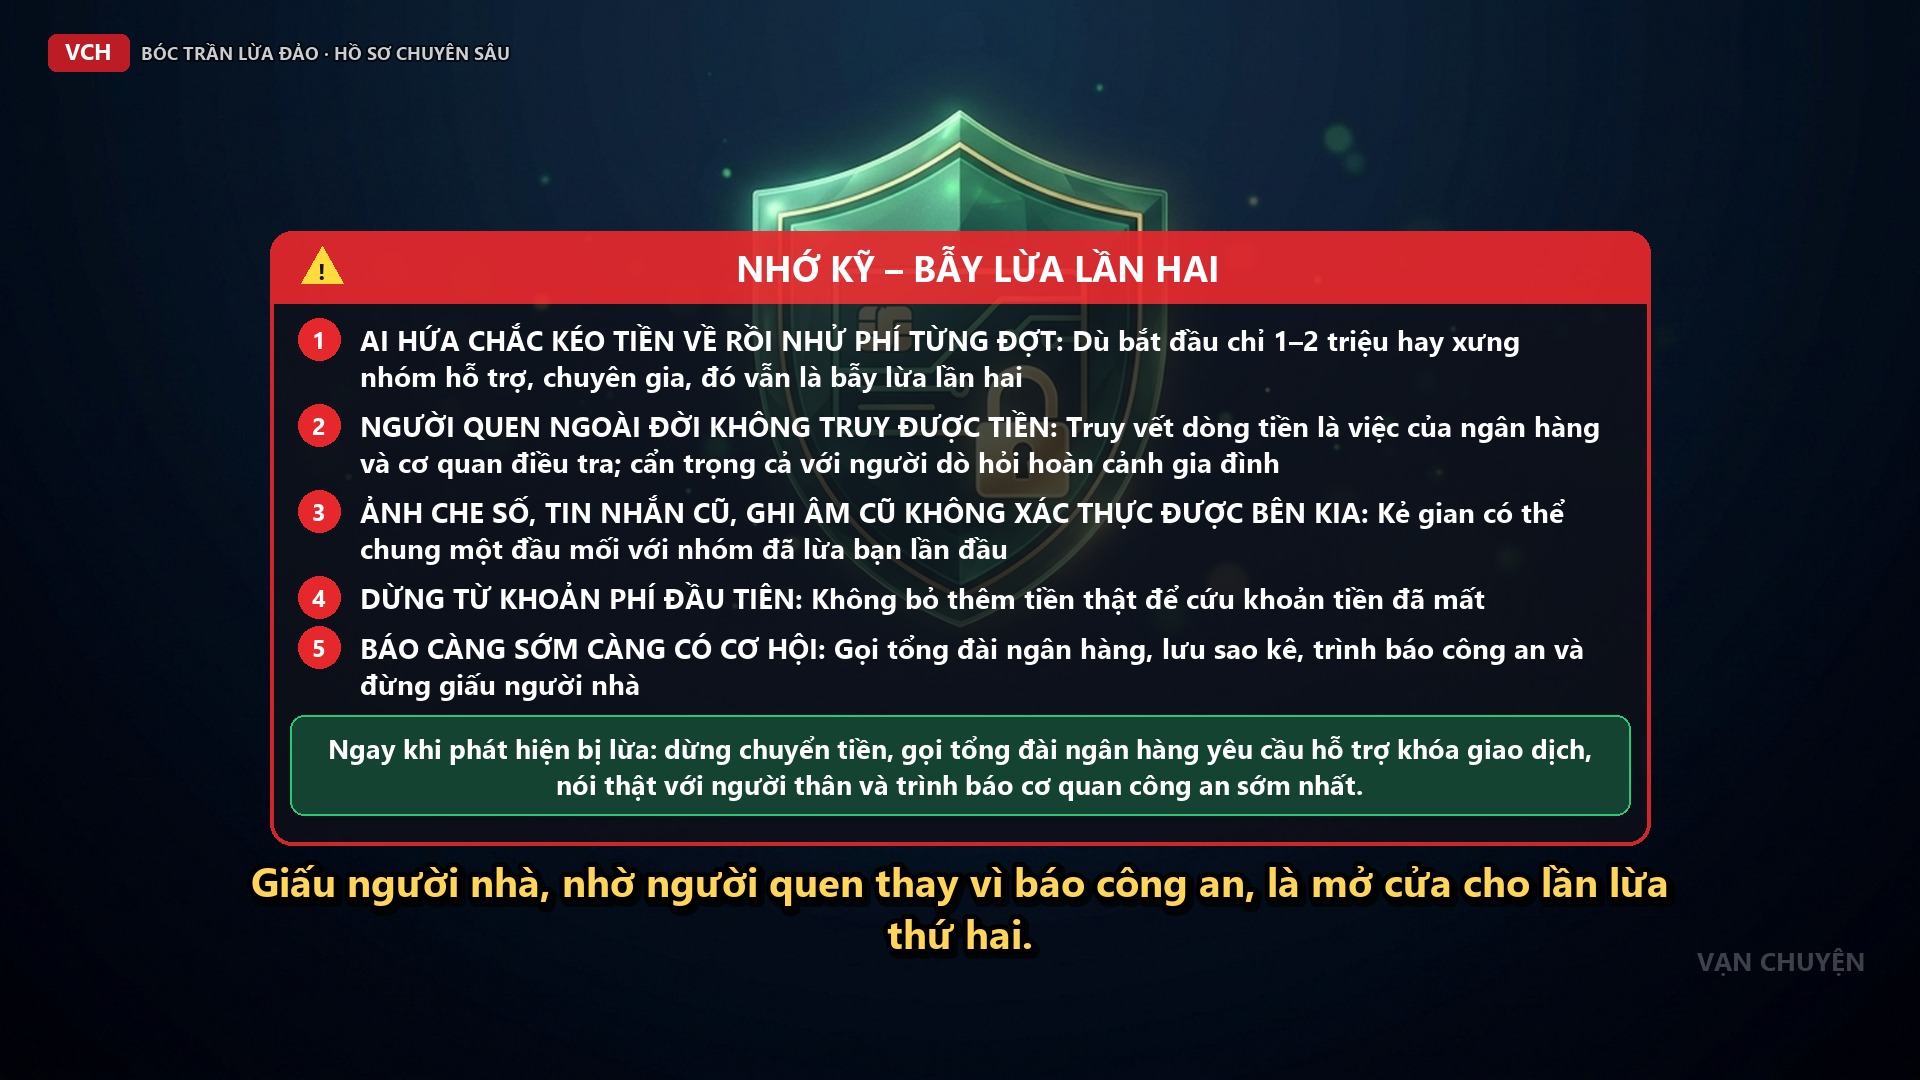 VCH
BÓC TRẦN LỪA ĐẢO · HỒ SƠ CHUYÊN SÂU
!
NHỚ KỸ – BẪY LỪA LẦN HAI
1 AI HỨA CHẮC KÉO TIỀN VỀ RỒI NHỬ PHÍ TỪNG ĐỢT: Dù bắt đầu chỉ 1–2 triệu hay xưng
nhóm hỗ trợ, chuyên gia, đó vẫn là bẫy lừa lần hai
2 NGƯỜI QUEN NGOÀI ĐỜI KHÔNG TRUY ĐƯỢC TIỀN: Truy vết dòng tiền là việc của ngân hàng
và cơ quan điều tra; cẩn trọng cả với người dò hỏi hoàn cảnh gia đình
3 ẢNH CHE SỐ, TIN NHẮN CŨ, GHI ÂM CŨ KHÔNG XÁC THỰC ĐƯỢC BÊN KIA: Kẻ gian có thể
chung một đầu mối với nhóm đã lừa bạn lần đầu
4 DỪNG TỪ KHOẢN PHÍ ĐẦU TIÊN: Không bỏ thêm tiền thật để cứu khoản tiền đã mất
5 BÁO CÀNG SỚM CÀNG CÓ CƠ HỘI: Gọi tổng đài ngân hàng, lưu sao kê, trình báo công an và
đừng giấu người nhà
Ngay khi phát hiện bị lừa: dừng chuyển tiền, gọi tổng đài ngân hàng yêu cầu hỗ trợ khóa giao dịch,
nói thật với người thân và trình báo cơ quan công an sớm nhất.
Giấu người nhà, nhờ người quen thay vì báo công an, là mở cửa cho lần lừa
thứ hai.
VẠN CHUYỆN